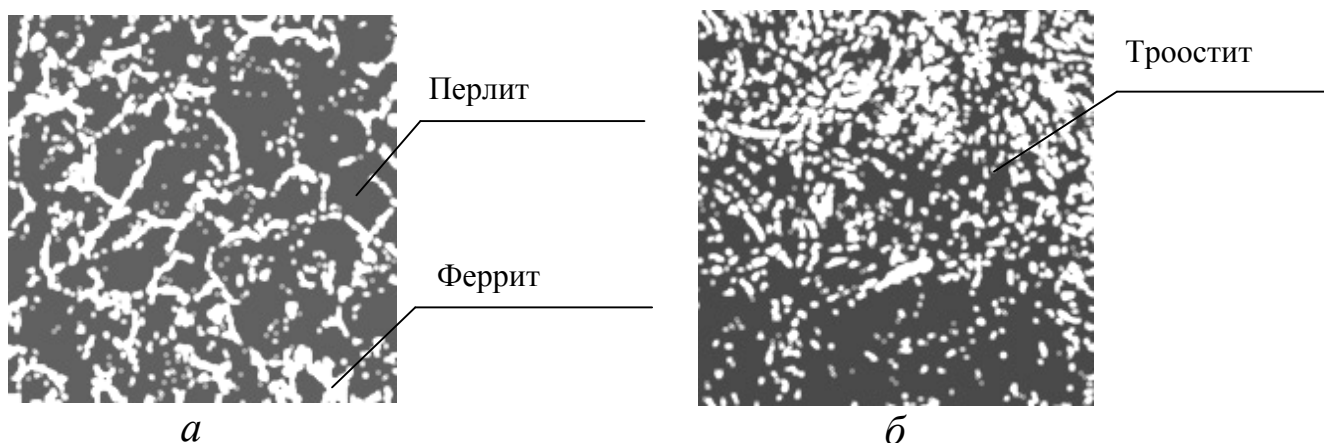 Перлит
Феррит
а
Троостит
б